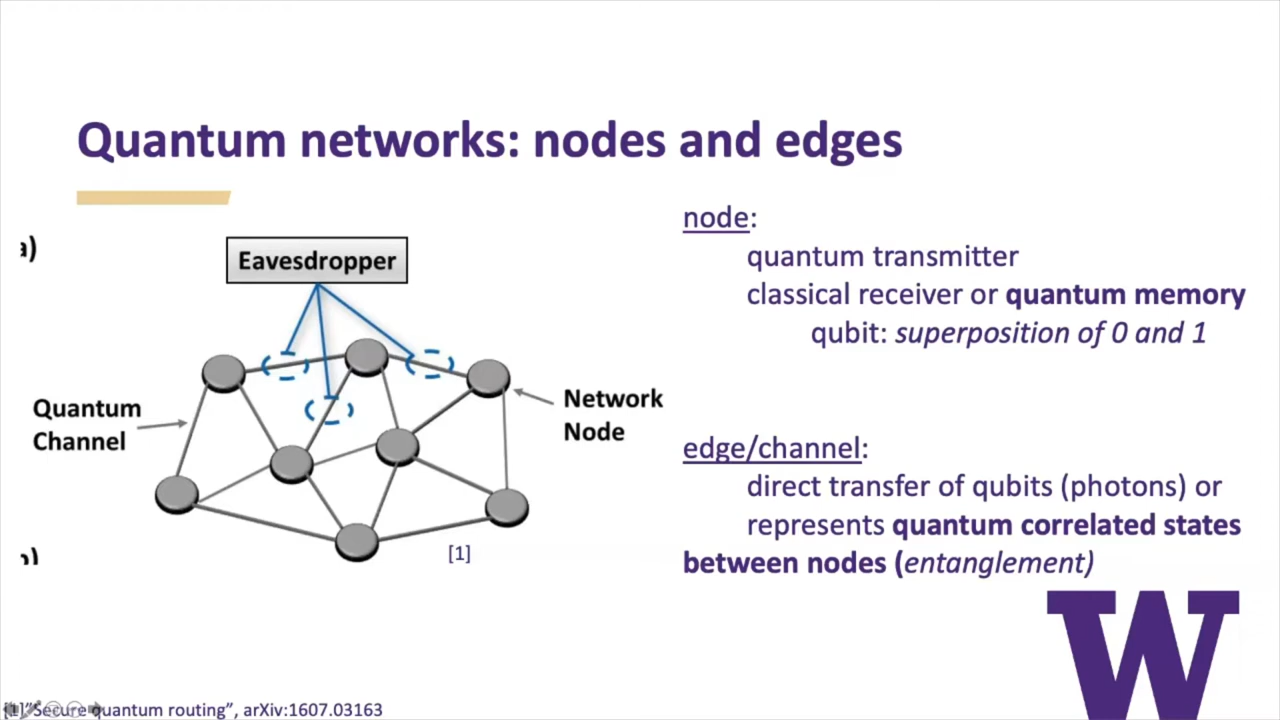 Quantum networks: nodes and edges
a)
Eavesdropper
Quantum
Channel
Network
Node
[1]
node:
quantum transmitter
classical receiver or quantum memory
qubit: superposition of 0 and 1
edge/channel:
direct transfer of qubits (photons) or
represents quantum correlated states
between nodes (entanglement)
W
[1]"Secure quantum routing", arXiv:1607.03163